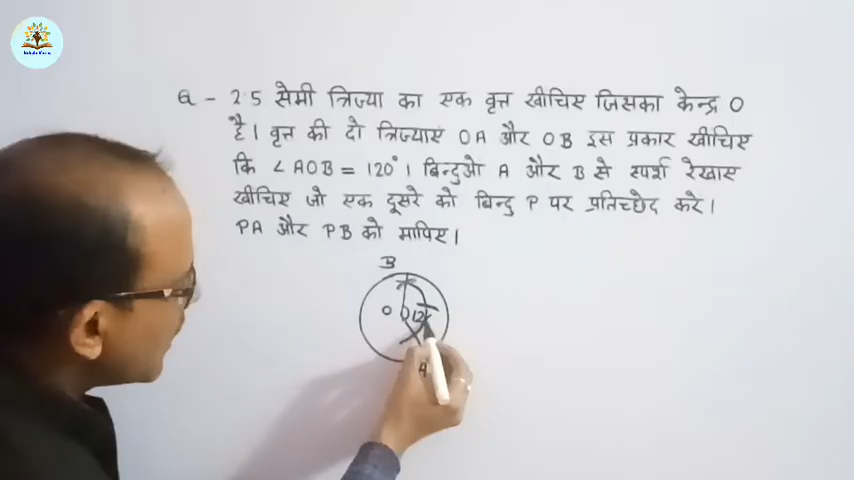 Q - 2.5 सेमी त्रिज्या का एक वृत्त खीचिए जिसका केन्द्र O
है। वृत्त की दो त्रिज्याएं OA और OB इस प्रकार खीचिए
कि ∠AOB = 120°। बिन्दुओ A और B से स्पर्श रेखाए
खीचिए जो एक दूसरे को बिन्दु P पर प्रतिच्छेद करे।
PA और PB को मापिए।
B
O
A